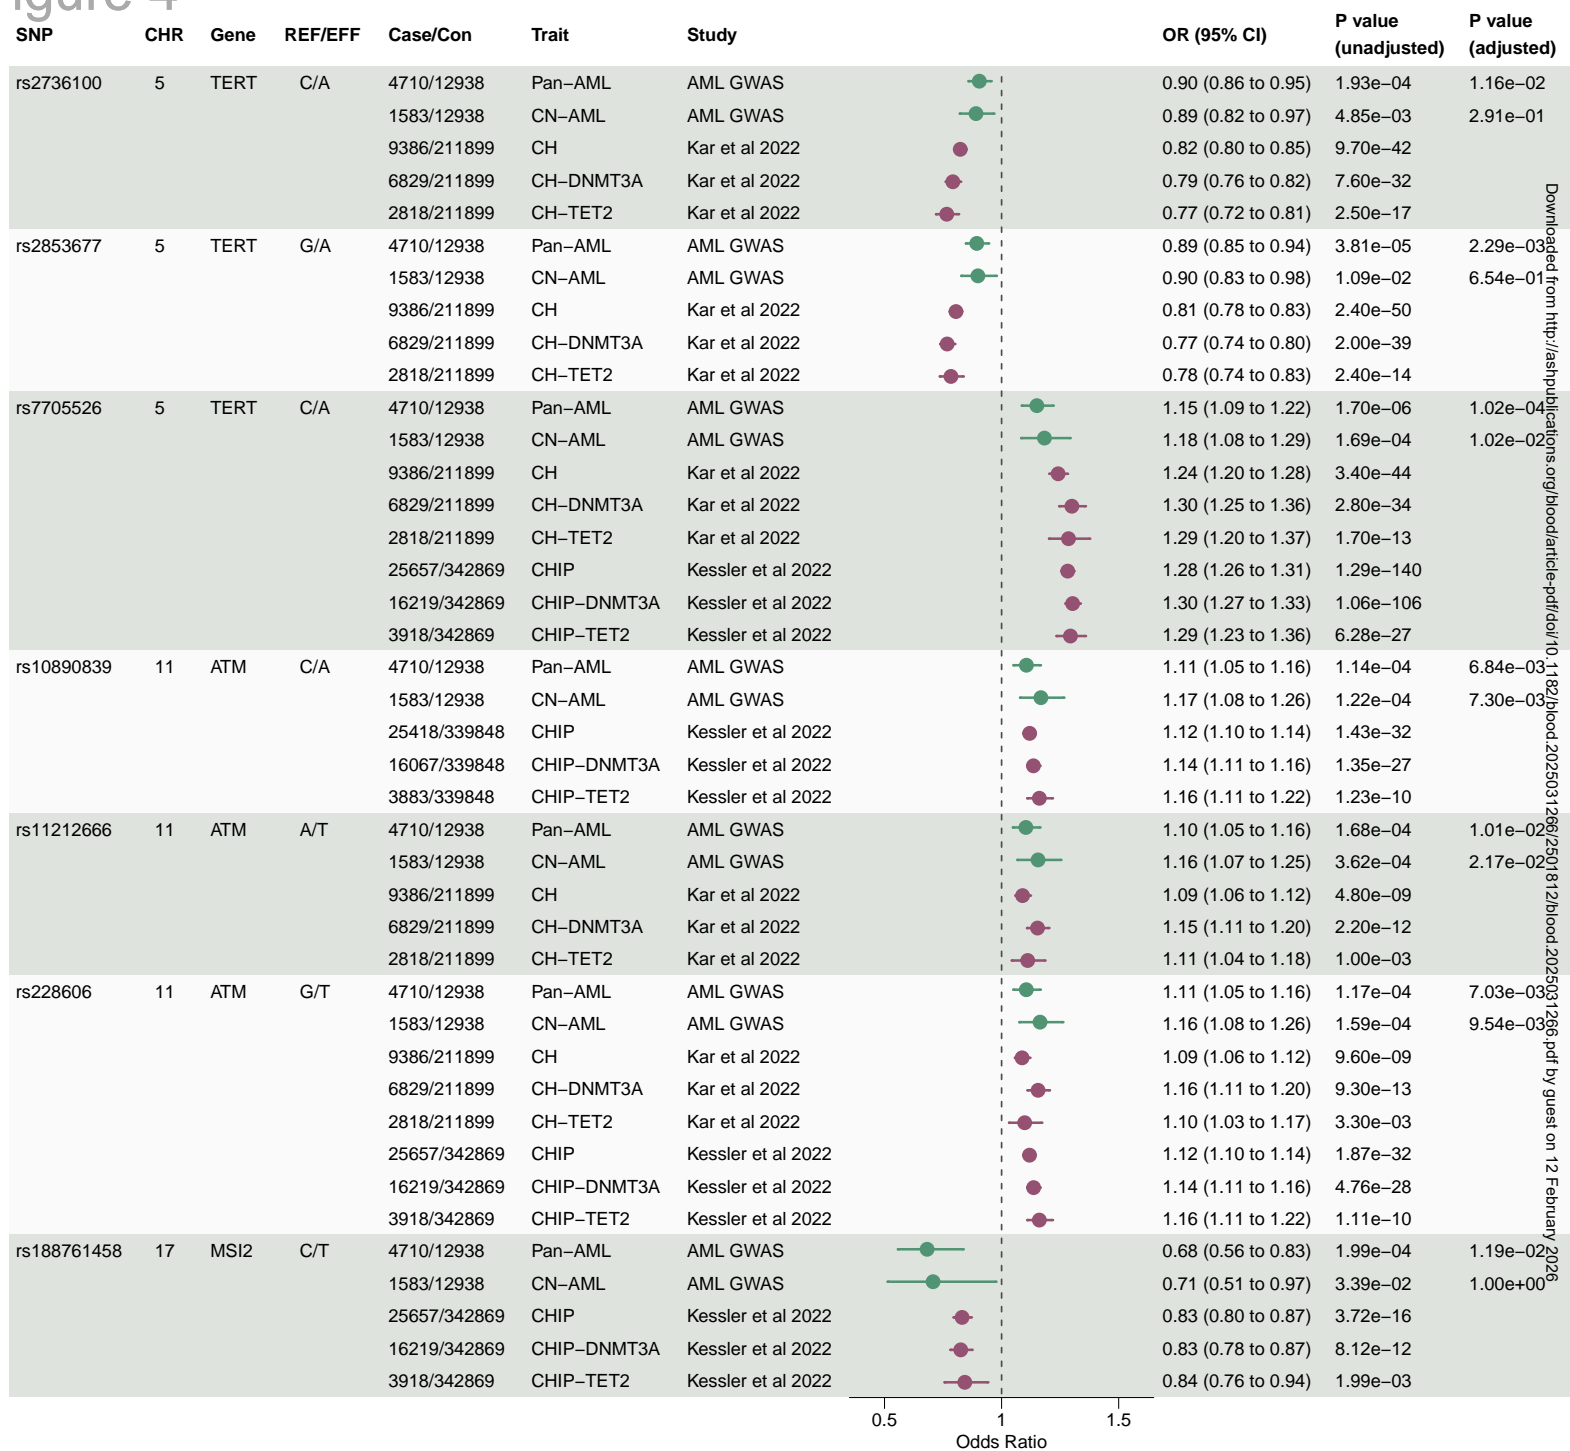 igure 4
SNP CHR Gene REF/EFF Case/Con Trait Study OR (95% CI) P value (unadjusted) P value (adjusted)
rs2736100 5 TERT C/A 4710/12938 Pan−AML AML GWAS 0.90 (0.86 to 0.95) 1.93e−04 1.16e−02
1583/12938 CN−AML AML GWAS 0.89 (0.82 to 0.97) 4.85e−03 2.91e−01
9386/211899 CH Kar et al 2022 0.82 (0.80 to 0.85) 9.70e−42
6829/211899 CH−DNMT3A Kar et al 2022 0.79 (0.76 to 0.82) 7.60e−32
2818/211899 CH−TET2 Kar et al 2022 0.77 (0.72 to 0.81) 2.50e−17
rs2853677 5 TERT G/A 4710/12938 Pan−AML AML GWAS 0.89 (0.85 to 0.94) 3.81e−05 2.29e−03
1583/12938 CN−AML AML GWAS 0.90 (0.83 to 0.98) 1.09e−02 6.54e−01
9386/211899 CH Kar et al 2022 0.81 (0.78 to 0.83) 2.40e−50
6829/211899 CH−DNMT3A Kar et al 2022 0.77 (0.74 to 0.80) 2.00e−39
2818/211899 CH−TET2 Kar et al 2022 0.78 (0.74 to 0.83) 2.40e−14
rs7705526 5 TERT C/A 4710/12938 Pan−AML AML GWAS 1.15 (1.09 to 1.22) 1.70e−06 1.02e−04
1583/12938 CN−AML AML GWAS 1.18 (1.08 to 1.29) 1.69e−04 1.02e−02
9386/211899 CH Kar et al 2022 1.24 (1.20 to 1.28) 3.40e−44
6829/211899 CH−DNMT3A Kar et al 2022 1.30 (1.25 to 1.36) 2.80e−34
2818/211899 CH−TET2 Kar et al 2022 1.29 (1.20 to 1.37) 1.70e−13
25657/342869 CHIP Kessler et al 2022 1.28 (1.26 to 1.31) 1.29e−140
16219/342869 CHIP−DNMT3A Kessler et al 2022 1.30 (1.27 to 1.33) 1.06e−106
3918/342869 CHIP−TET2 Kessler et al 2022 1.29 (1.23 to 1.36) 6.28e−27
rs10890839 11 ATM C/A 4710/12938 Pan−AML AML GWAS 1.11 (1.05 to 1.16) 1.14e−04 6.84e−03
1583/12938 CN−AML AML GWAS 1.17 (1.08 to 1.26) 1.22e−04 7.30e−03
25418/339848 CHIP Kessler et al 2022 1.12 (1.10 to 1.14) 1.43e−32
16067/339848 CHIP−DNMT3A Kessler et al 2022 1.14 (1.11 to 1.16) 1.35e−27
3883/339848 CHIP−TET2 Kessler et al 2022 1.16 (1.11 to 1.22) 1.23e−10
rs11212666 11 ATM A/T 4710/12938 Pan−AML AML GWAS 1.10 (1.05 to 1.16) 1.68e−04 1.01e−02
1583/12938 CN−AML AML GWAS 1.16 (1.07 to 1.25) 3.62e−04 2.17e−02
9386/211899 CH Kar et al 2022 1.09 (1.06 to 1.12) 4.80e−09
6829/211899 CH−DNMT3A Kar et al 2022 1.15 (1.11 to 1.20) 2.20e−12
2818/211899 CH−TET2 Kar et al 2022 1.11 (1.04 to 1.18) 1.00e−03
rs228606 11 ATM G/T 4710/12938 Pan−AML AML GWAS 1.11 (1.05 to 1.16) 1.17e−04 7.03e−03
1583/12938 CN−AML AML GWAS 1.16 (1.08 to 1.26) 1.59e−04 9.54e−03
9386/211899 CH Kar et al 2022 1.09 (1.06 to 1.12) 9.60e−09
6829/211899 CH−DNMT3A Kar et al 2022 1.16 (1.11 to 1.20) 9.30e−13
2818/211899 CH−TET2 Kar et al 2022 1.10 (1.03 to 1.17) 3.30e−03
25657/342869 CHIP Kessler et al 2022 1.12 (1.10 to 1.14) 1.87e−32
16219/342869 CHIP−DNMT3A Kessler et al 2022 1.14 (1.11 to 1.16) 4.76e−28
3918/342869 CHIP−TET2 Kessler et al 2022 1.16 (1.11 to 1.22) 1.11e−10
rs188761458 17 MSI2 C/T 4710/12938 Pan−AML AML GWAS 0.68 (0.56 to 0.83) 1.99e−04 1.19e−02
1583/12938 CN−AML AML GWAS 0.71 (0.51 to 0.97) 3.39e−02 1.00e+00
25657/342869 CHIP Kessler et al 2022 0.83 (0.80 to 0.87) 3.72e−16
16219/342869 CHIP−DNMT3A Kessler et al 2022 0.83 (0.78 to 0.87) 8.12e−12
3918/342869 CHIP−TET2 Kessler et al 2022 0.84 (0.76 to 0.94) 1.99e−03
0.5 1 1.5
Odds Ratio
Downloaded from http://ashpublications.org/blood/article-pdf/doi/10.1182/blood.2025031266/2501812/blood.2025031266.pdf by guest on 12 February 2026